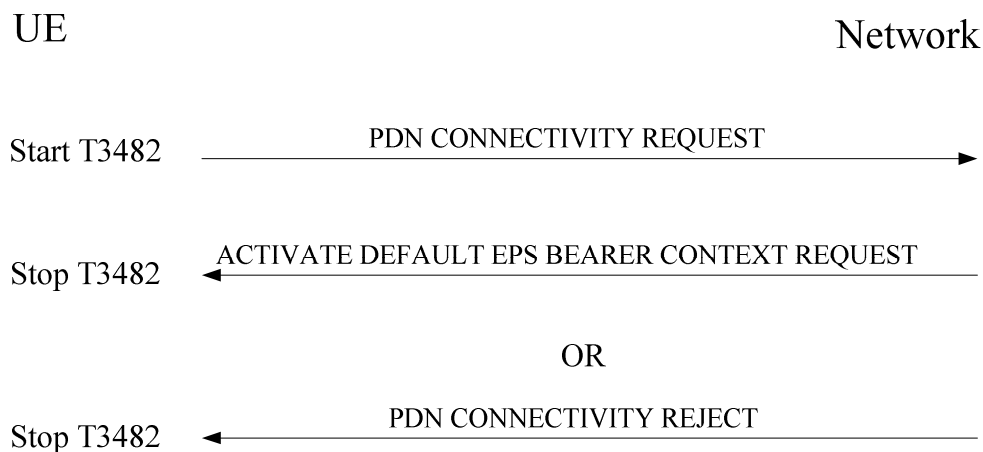 UE
Network
Start T3482
PDN CONNECTIVITY REQUEST
Stop T3482
ACTIVATE DEFAULT EPS BEARER CONTEXT REQUEST
OR
Stop T3482
PDN CONNECTIVITY REJECT